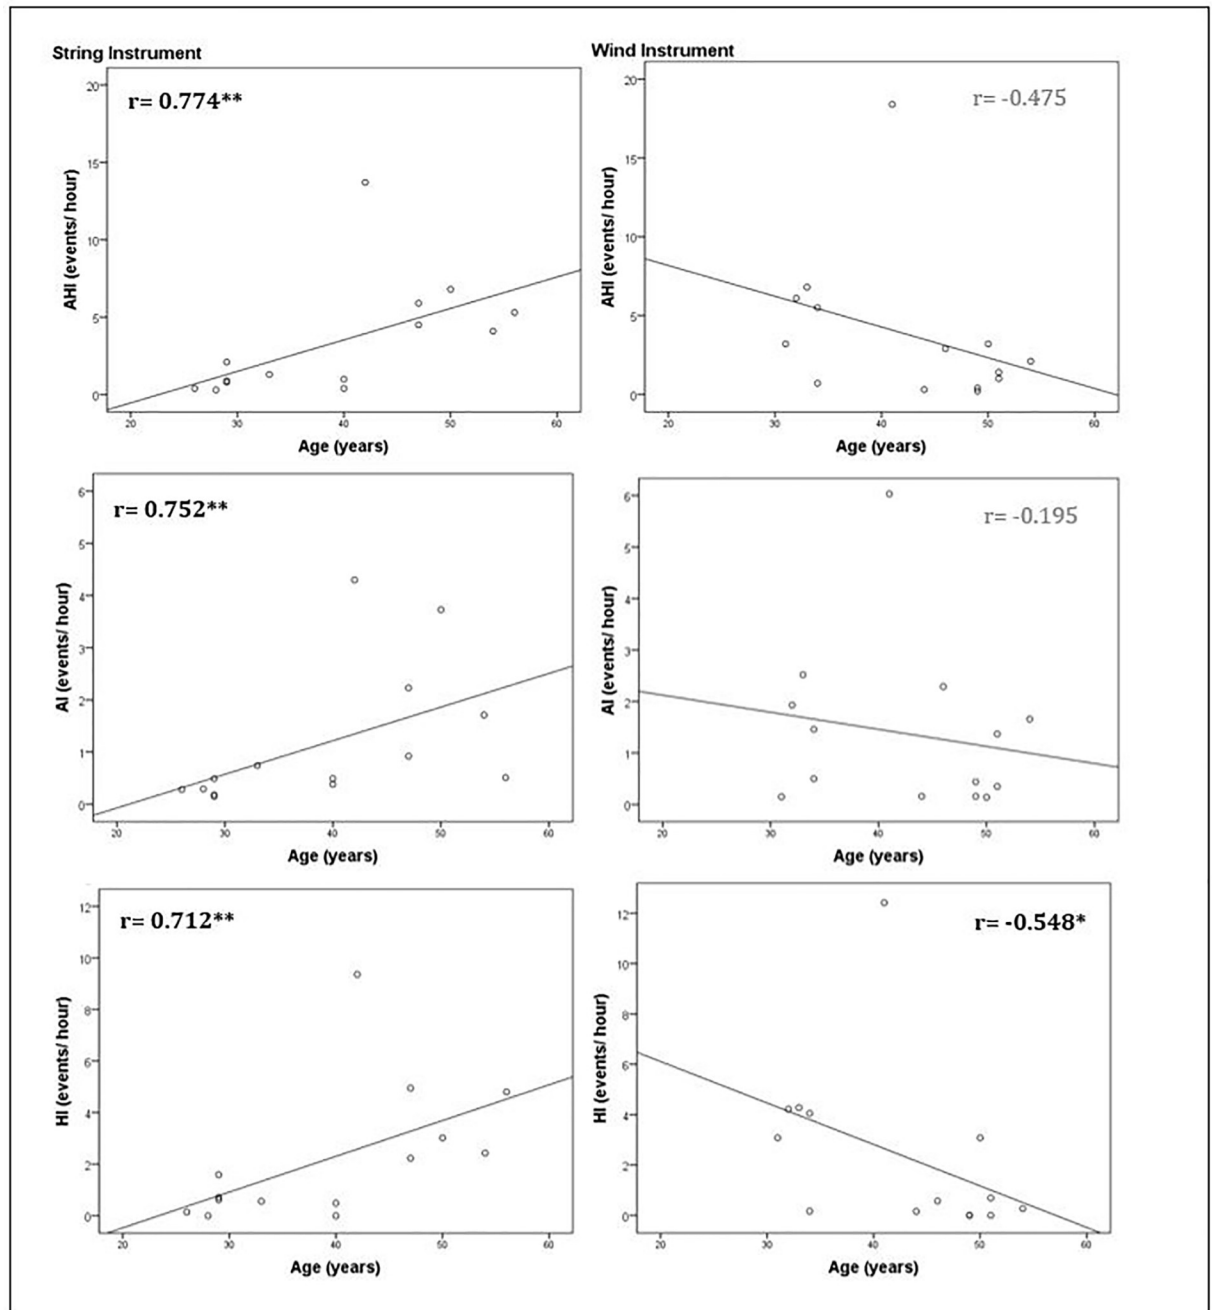 String Instrument
r= 0.774**
20
15
10
5
0
AHI (events/ hour)
20 30 40 50 60
Age (years)
Wind Instrument
r= -0.475
20
15
10
5
0
AHI (events/ hour)
20 30 40 50 60
Age (years)
r= 0.752**
6
5
4
3
2
1
0
AI (events/ hour)
20 30 40 50 60
Age (years)
r= -0.195
6
5
4
3
2
1
0
AI (events/ hour)
20 30 40 50 60
Age (years)
r= 0.712**
12
10
8
6
4
2
0
HI (events/ hour)
20 30 40 50 60
Age (years)
r= -0.548*
12
10
8
6
4
2
0
HI (events/ hour)
20 30 40 50 60
Age (years)